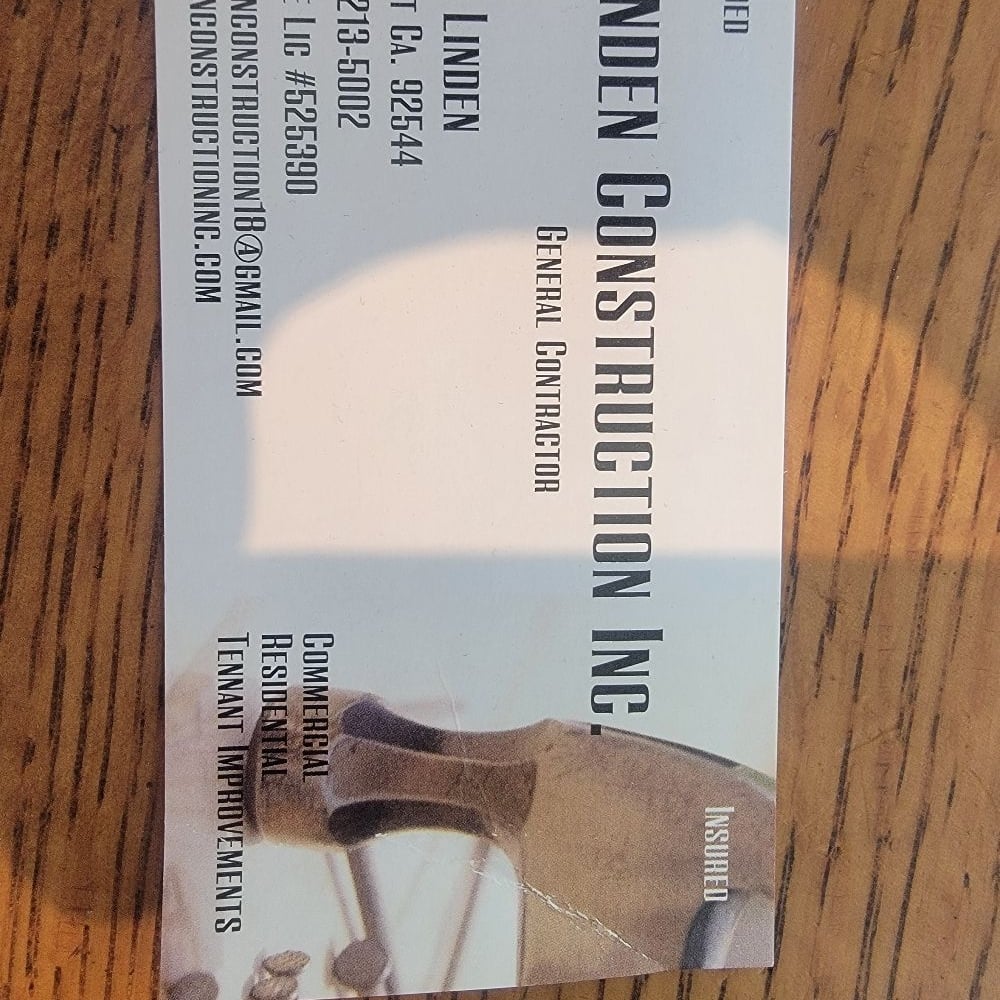 NDEN CONSTRUCTION INC.
GENERAL CONTRACTOR
INSURED
LINDEN
CA. 92544
213-5002
LIC #525390
NCONSTRUCTION18@GMAIL.COM
NCONSTRUCTIONINC.COM
COMMERCIAL
RESIDENTIAL
TENNANT IMPROVEMENTS